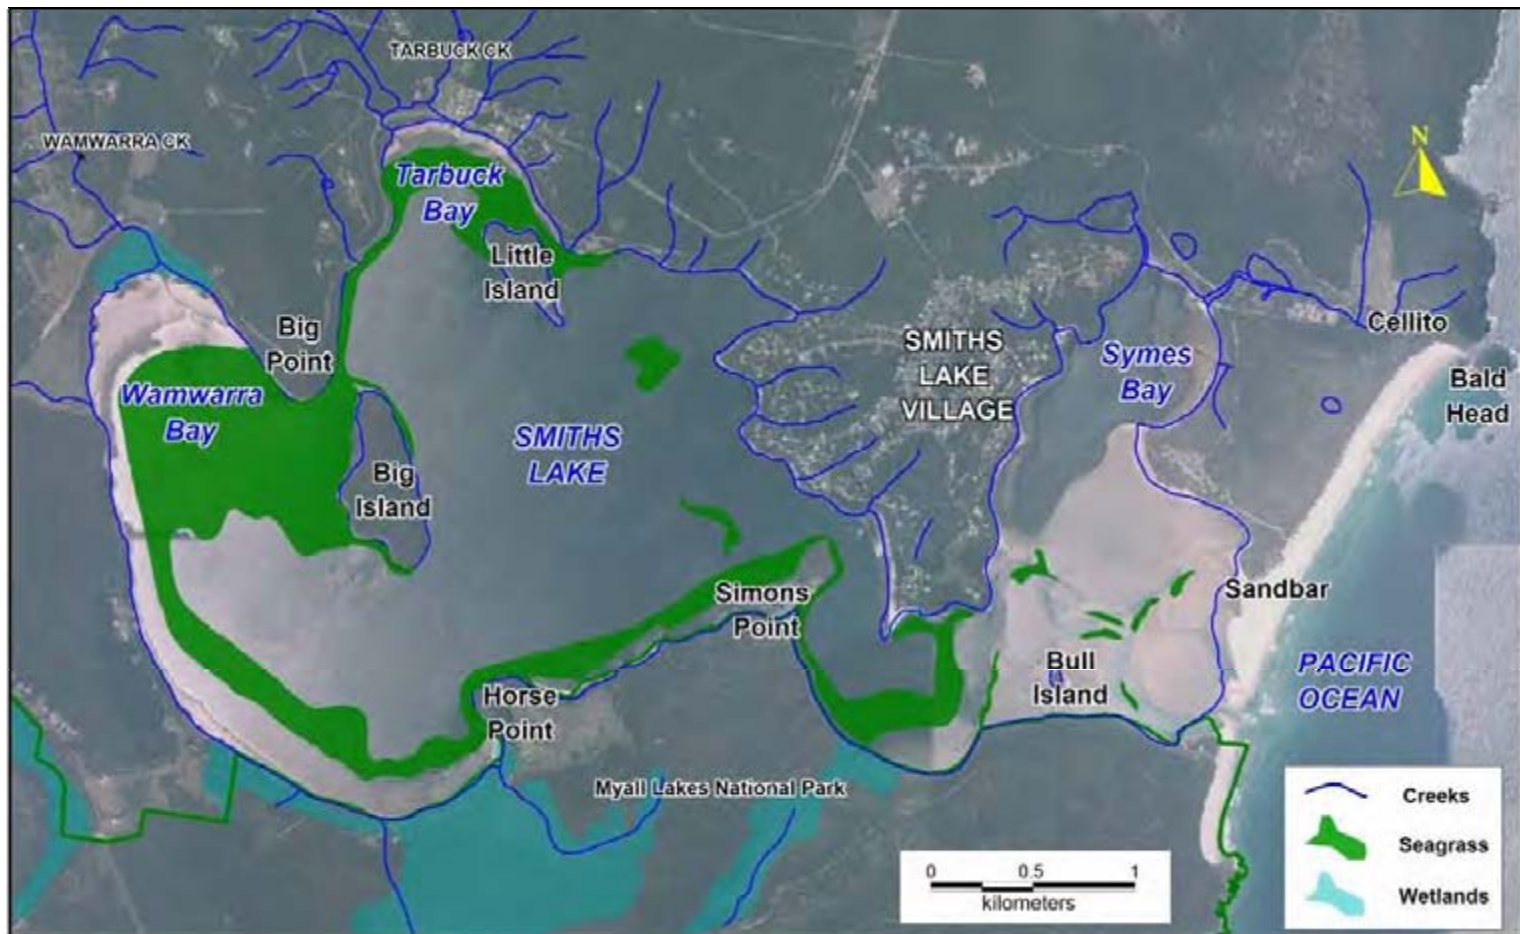 TARBUCK CK
WAMWARRA CK
N
Tarbuck
Bay
Little
Island
Big
Point
Cellito
SMITHS
LAKE
VILLAGE
Symes
Bay
Bald
Head
Wamwarra
Bay
SMITHS
LAKE
Big
Island
Simons
Point
Sandbar
Bull
Island
PACIFIC
OCEAN
Horse
Point
Myall Lakes National Park
Creeks
Seagrass
Wetlands
0 0.5 1
kilometers